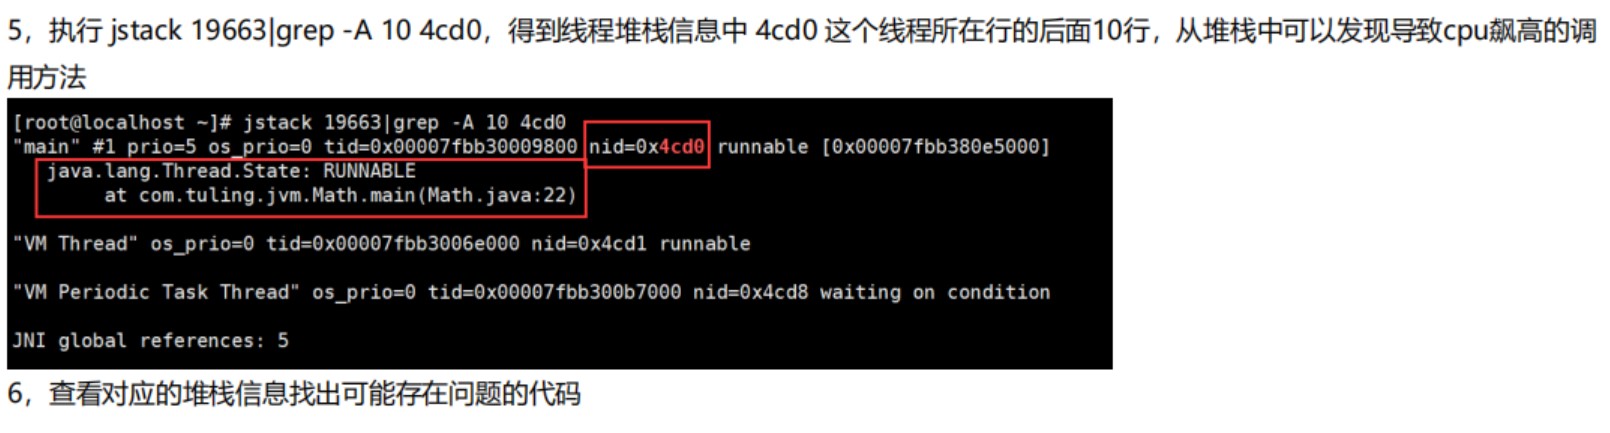 5，执行 jstack 19663|grep -A 10 4cd0，得到线程堆栈信息中 4cd0 这个线程所在行的后面10行，从堆栈中可以发现导致cpu飙高的调
用方法
[root@localhost ~]# jstack 19663|grep -A 10 4cd0
"main" #1 prio=5 os_prio=0 tid=0x00007fbb30009800 nid=0x4cd0 runnable [0x00007fbb380e5000]
java.lang.Thread.State: RUNNABLE
at com.tuling.jvm.Math.main(Math.java:22)
"VM Thread" os_prio=0 tid=0x00007fbb3006e000 nid=0x4cd1 runnable
"VM Periodic Task Thread" os_prio=0 tid=0x00007fbb300b7000 nid=0x4cd8 waiting on condition
JNI global references: 5
6，查看对应的堆栈信息找出可能存在问题的代码